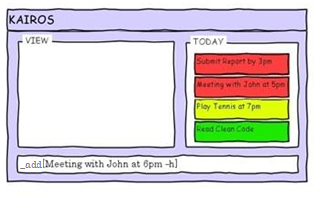 KAIROS
VIEW
TODAY
Submit Report by 3pm
Meeting with John at 5pm
Play Tennis at 7pm
Read Clean Code
_add[Meeting with John at 6pm -h]